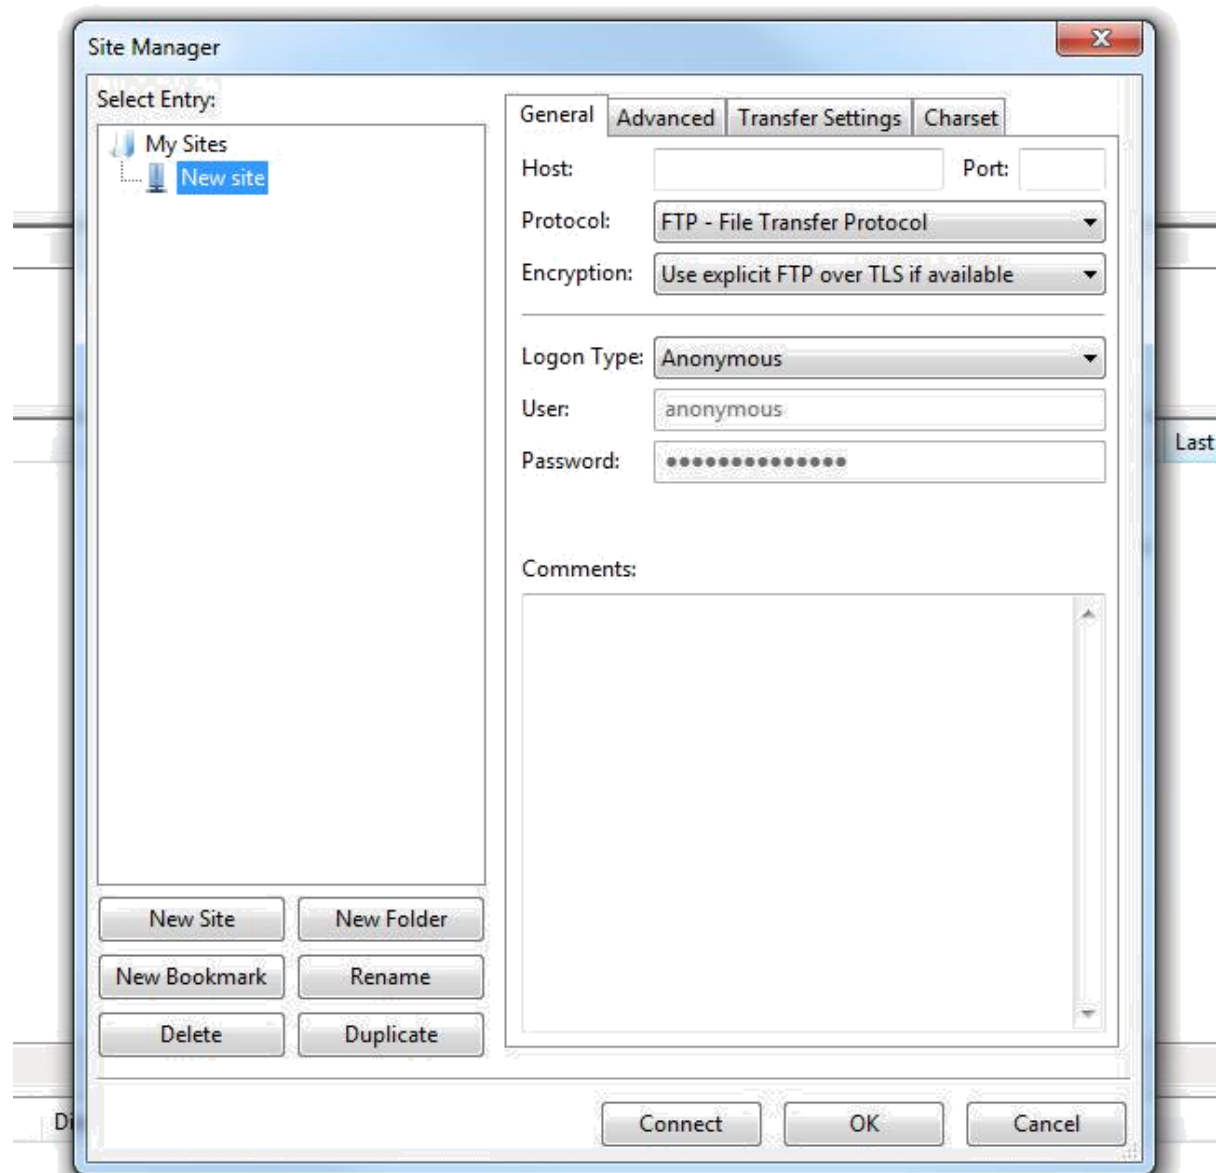 Site Manager
Select Entry:
My Sites
New site
General Advanced Transfer Settings Charset
Host: Port:
Protocol: FTP - File Transfer Protocol
Encryption: Use explicit FTP over TLS if available
Logon Type: Anonymous
User: anonymous
Password: ●●●●●●●●●●●●●●
Comments:
New Site New Folder
New Bookmark Rename
Delete Duplicate
Connect OK Cancel
Last